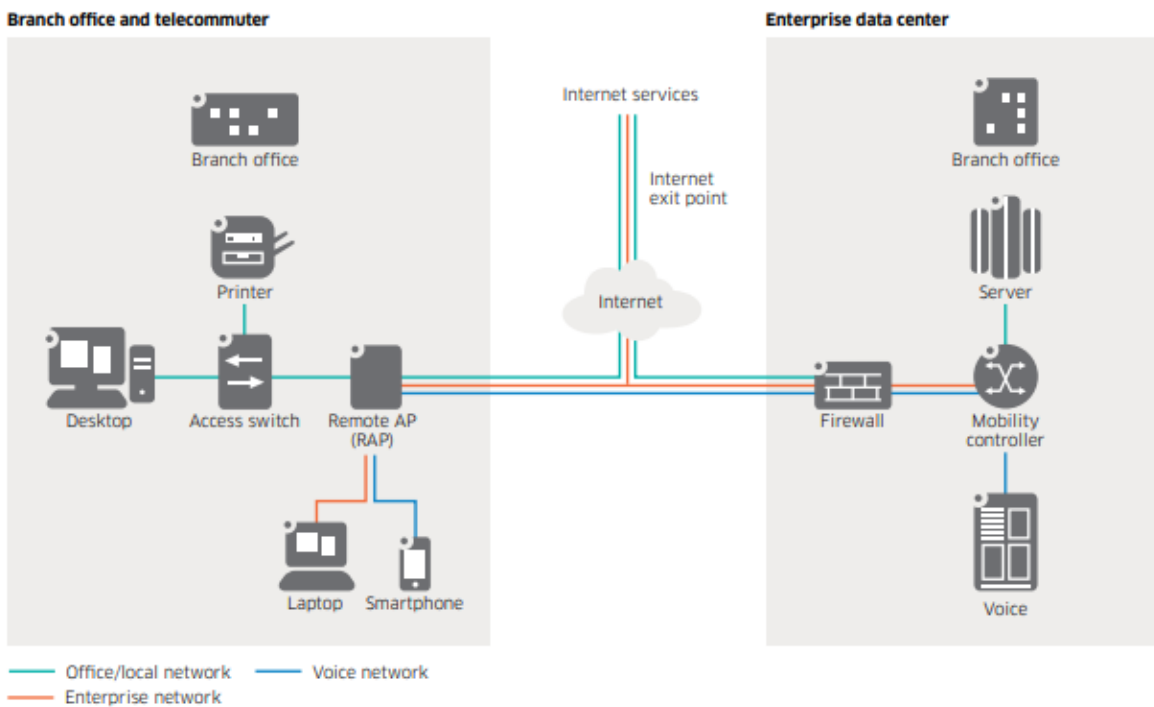 Branch office and telecommuter
Enterprise data center
Internet services
Branch office
Branch office
Internet
exit point
Printer
Internet
Server
Desktop
Access switch
Remote AP
(RAP)
Firewall
Mobility
controller
Laptop
Smartphone
Voice
Office/local network
Voice network
Enterprise network